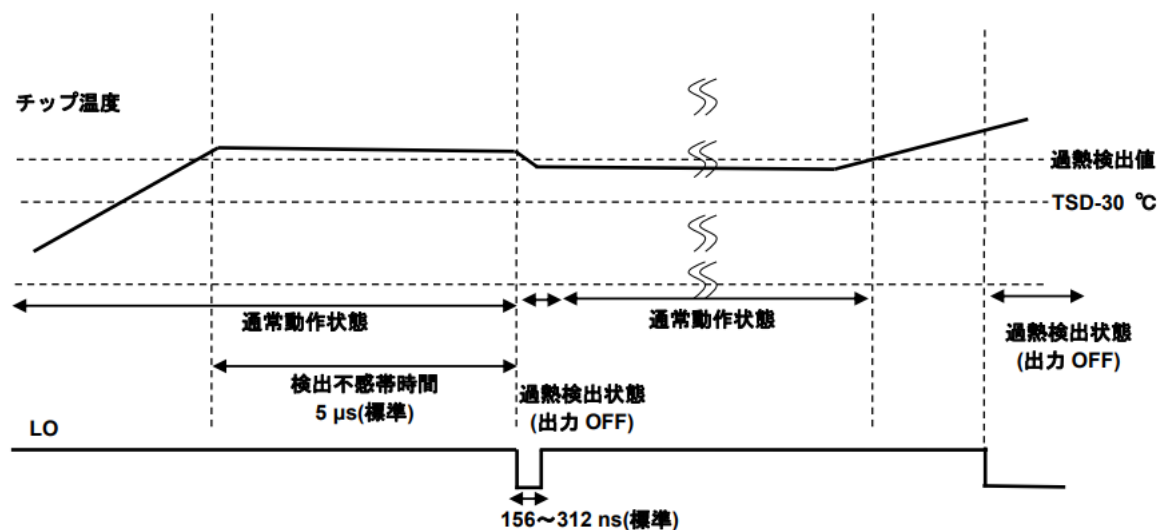 チップ温度
過熱検出値
TSD-30 ℃
通常動作状態
通常動作状態
過熱検出状態
(出力 OFF)
検出不感帯時間
5 μs(標準)
過熱検出状態
(出力 OFF)
LO
156～312 ns(標準)